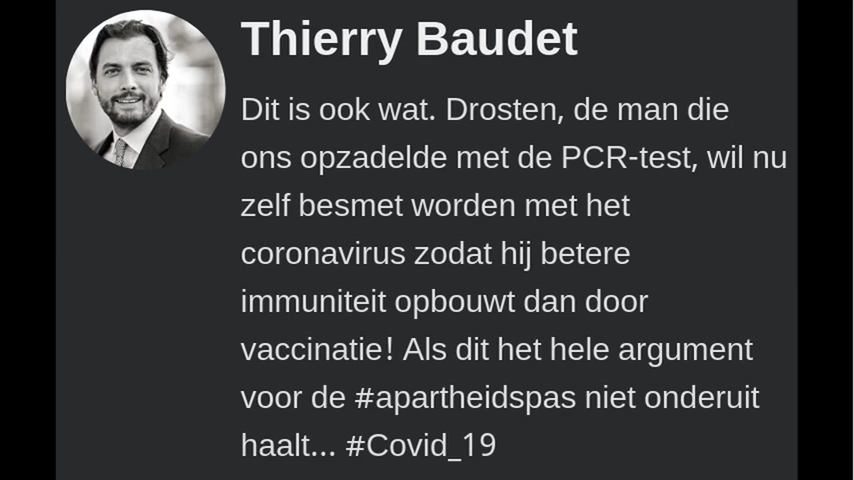 Thierry Baudet
Dit is ook wat. Drosten, de man die
ons opzadelde met de PCR-test, wil nu
zelf besmet worden met het
coronavirus zodat hij betere
immuniteit opbouwt dan door
vaccinatie! Als dit het hele argument
voor de #apartheidspas niet onderuit
haalt... #Covid_19